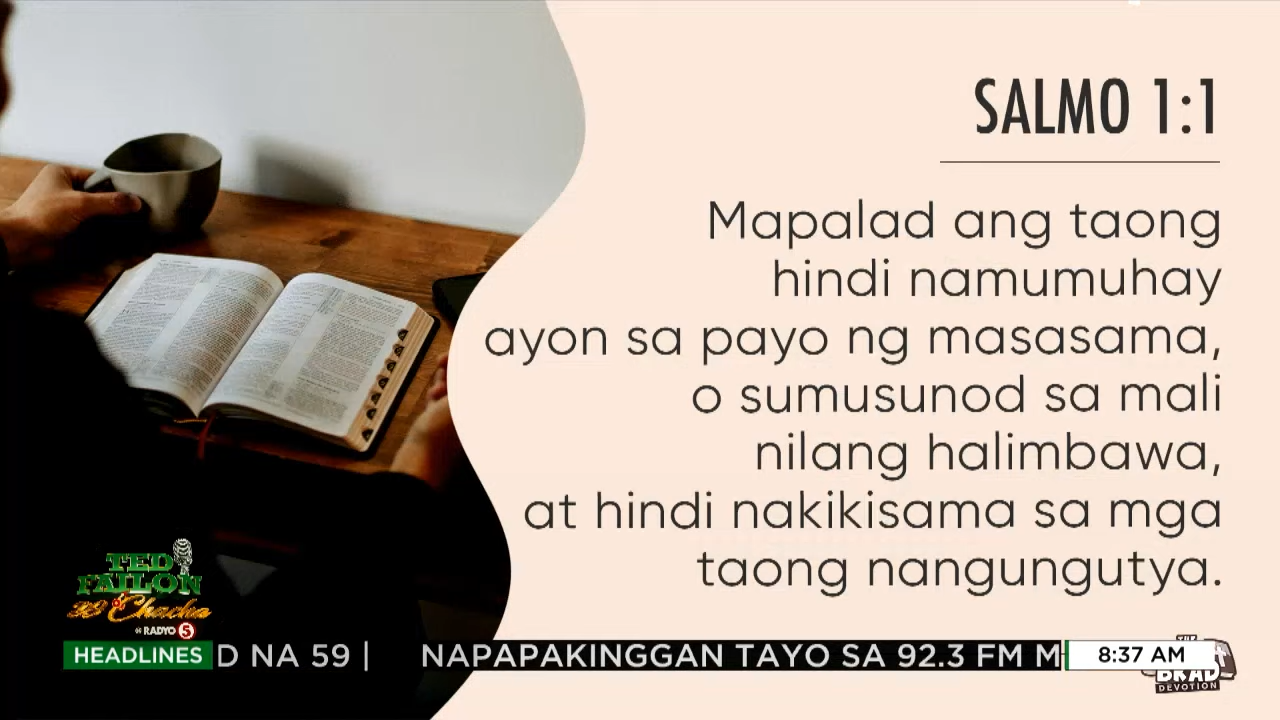 SALMO 1:1
Mapalad ang taong
hindi namumuhay
ayon sa payo ng masasama,
o sumusunod sa mali
nilang halimbawa,
at hindi nakikisama sa mga
taong nangungutya.
TED
FAILON
Chacha
@ RADYO 5
HEADLINES D NA 59 | NAPAPAKINGGAN TAYO SA 92.3 FM M 8:37 AM
THE
BRAD
DEVOTION